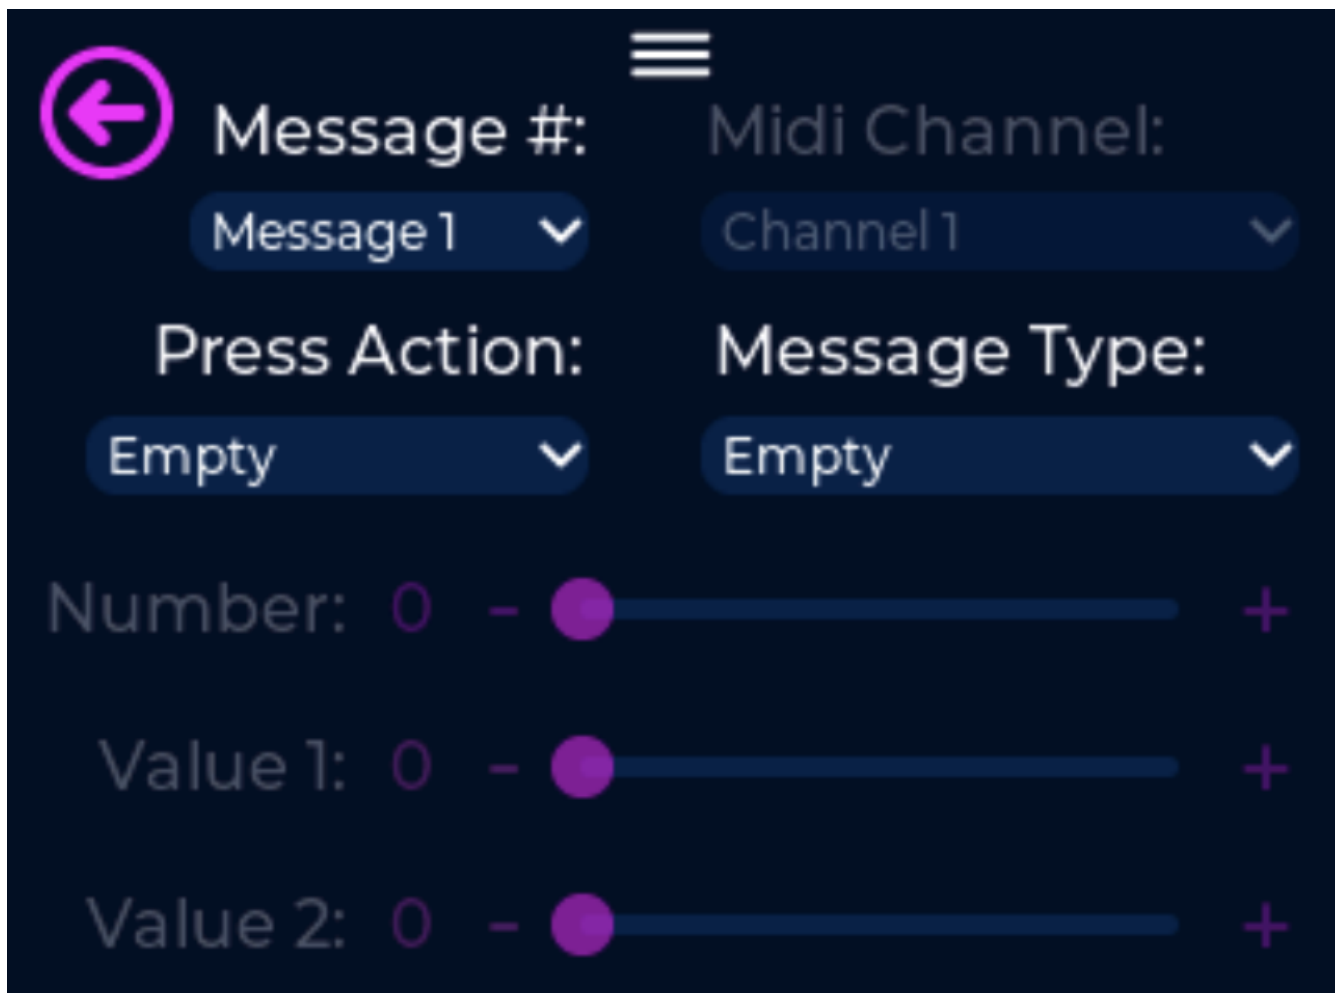 Message #: Midi Channel:
Message 1 Channel 1
Press Action: Message Type:
Empty Empty
Number: 0 - +
Value 1: 0 - +
Value 2: 0 - +